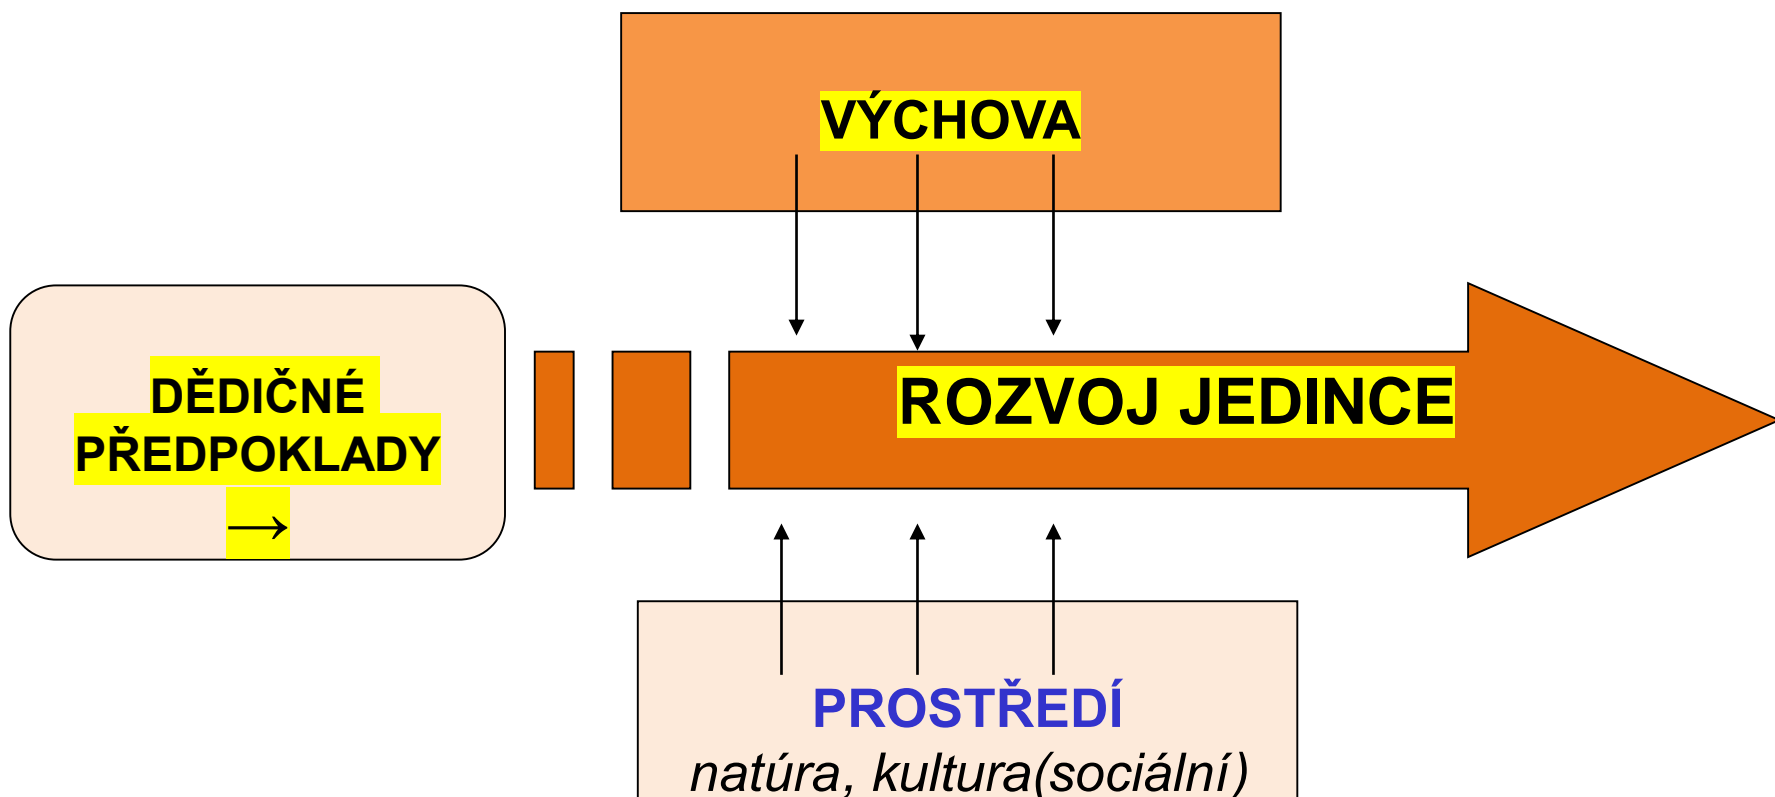 VÝCHOVA
DĚDIČNÉ
PŘEDPOKLADY
→
ROZVOJ JEDINCE
PROSTŘEDÍ
natúra, kultura(sociální)